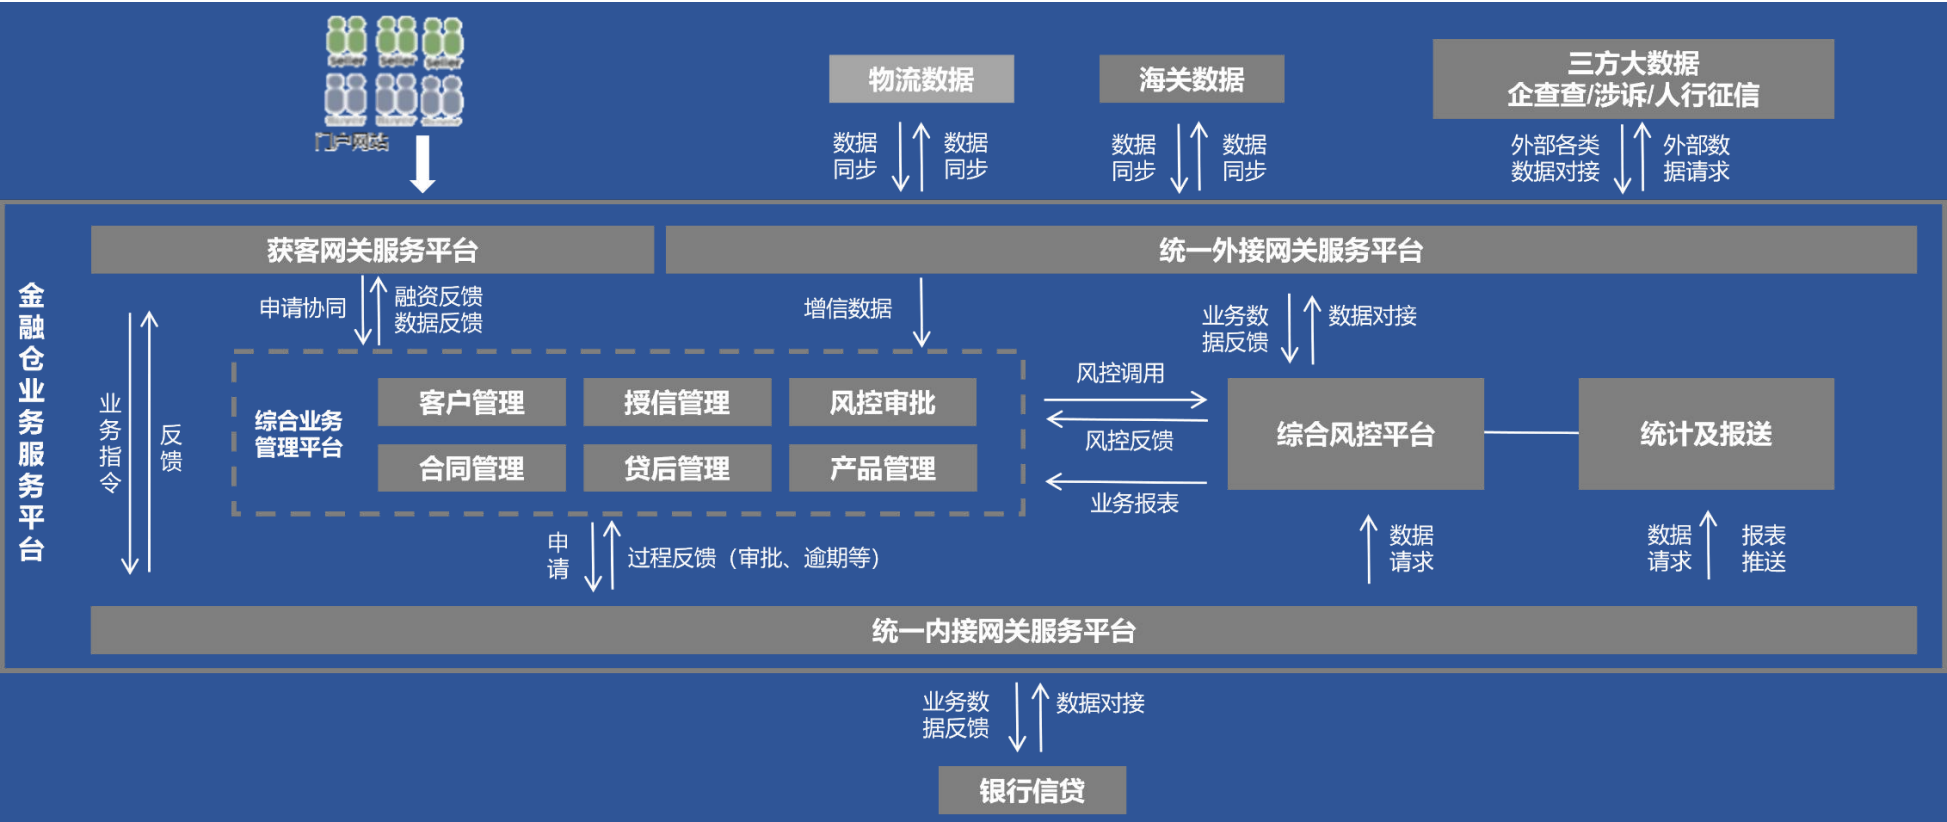 Seller Seller Seller
门户网站
物流数据
海关数据
三方大数据
企查查/涉诉/人行征信
数据
同步
数据
同步
数据
同步
数据
同步
外部各类
数据对接
外部数
据请求
金融仓业务服务平台
获客网关服务平台
统一外接网关服务平台
申请协同
融资反馈
数据反馈
增信数据
业务数
据反馈
数据对接
业务指令
反馈
综合业务
管理平台
客户管理
授信管理
风控审批
合同管理
贷后管理
产品管理
风控调用
风控反馈
业务报表
综合风控平台
统计及报送
申请
过程反馈（审批、逾期等）
数据
请求
数据
请求
报表
推送
统一内接网关服务平台
业务数
据反馈
数据对接
银行信贷